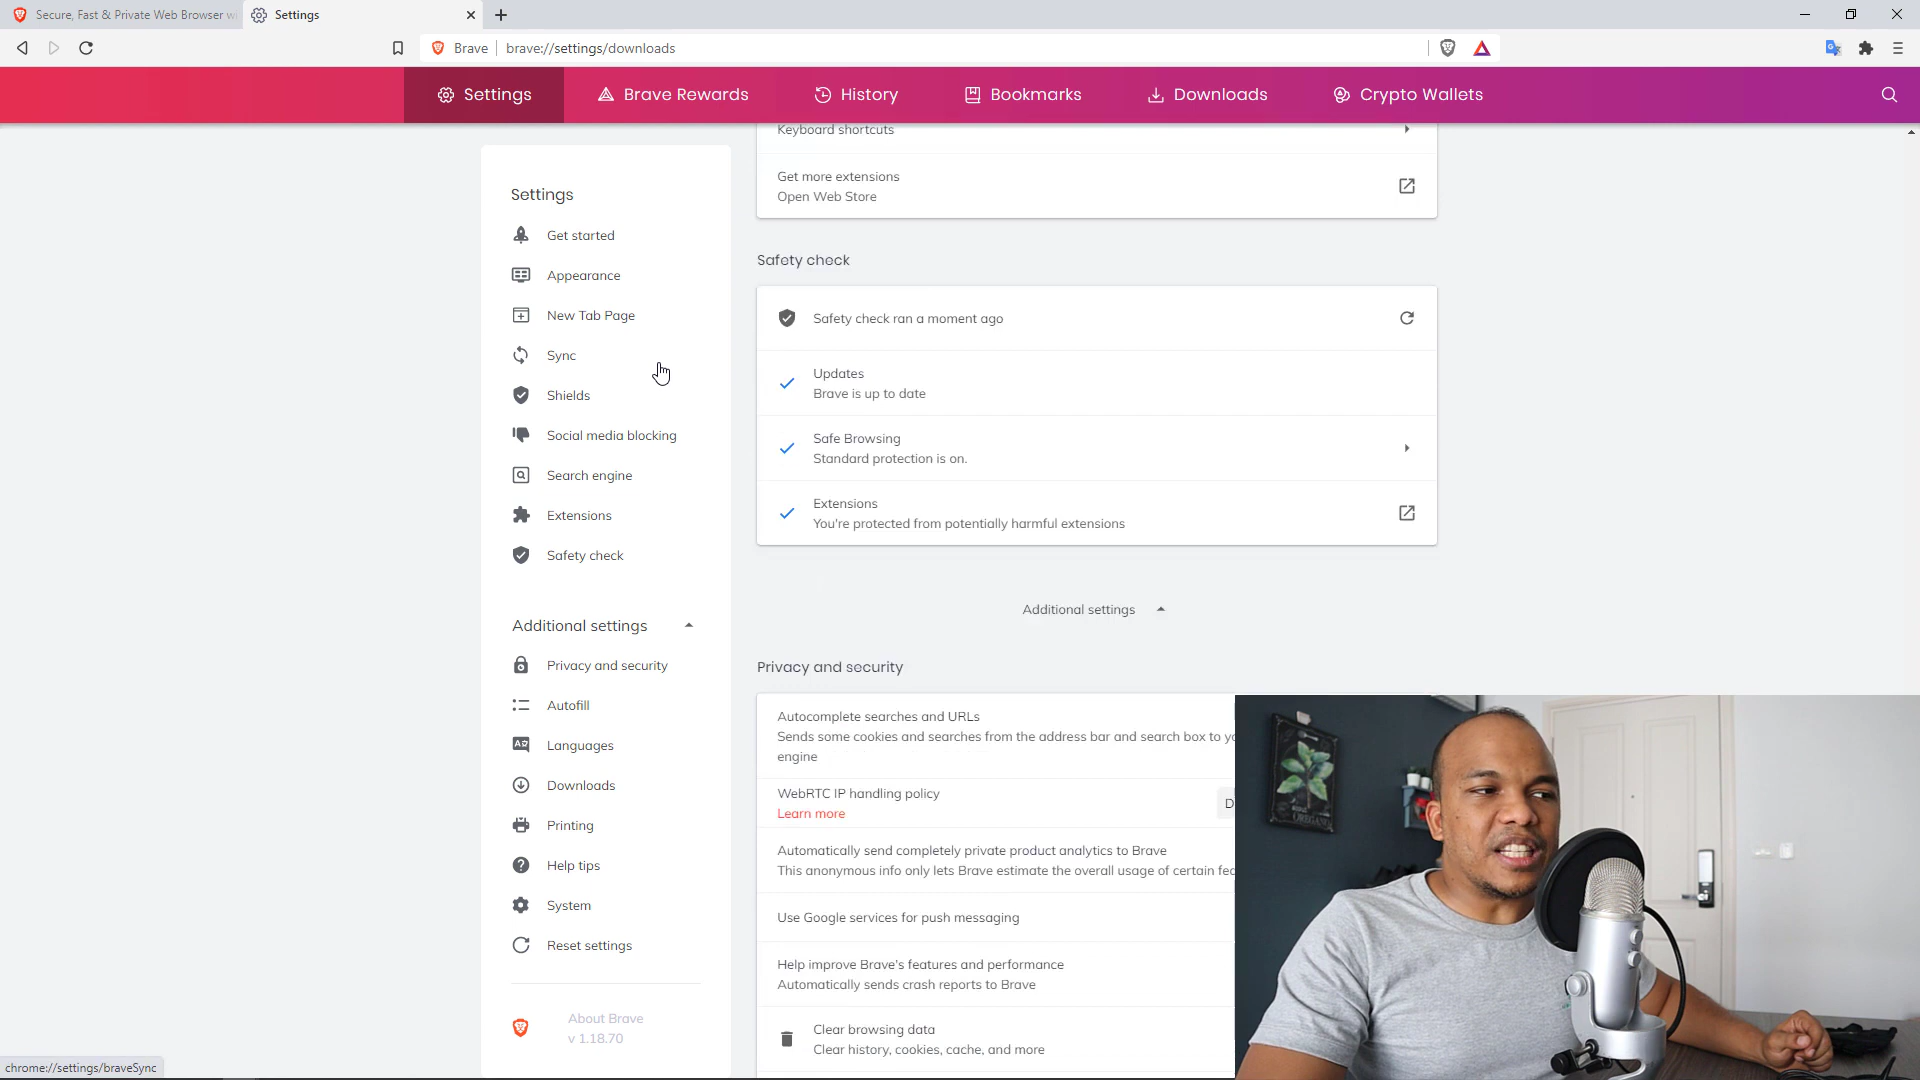 Secure, Fast & Private Web Browser w
Settings
Brave
brave://settings/downloads
Settings
Brave Rewards
History
Bookmarks
Downloads
Crypto Wallets
Settings
Get started
Appearance
New Tab Page
Sync
Shields
Social media blocking
Search engine
Extensions
Safety check
Additional settings
Privacy and security
Autofill
Languages
Downloads
Printing
Help tips
System
Reset settings
About Brave
v 1.18.70
Keyboard shortcuts
Get more extensions
Open Web Store
Safety check
Safety check ran a moment ago
Updates
Brave is up to date
Safe Browsing
Standard protection is on.
Extensions
You're protected from potentially harmful extensions
Additional settings
Privacy and security
Autocomplete searches and URLs
Sends some cookies and searches from the address bar and search box to yo
engine
WebRTC IP handling policy
D
Learn more
Automatically send completely private product analytics to Brave
This anonymous info only lets Brave estimate the overall usage of certain fea
Use Google services for push messaging
Help improve Brave's features and performance
Automatically sends crash reports to Brave
Clear browsing data
Clear history, cookies, cache, and more
OREGANO
chrome://settings/braveSync